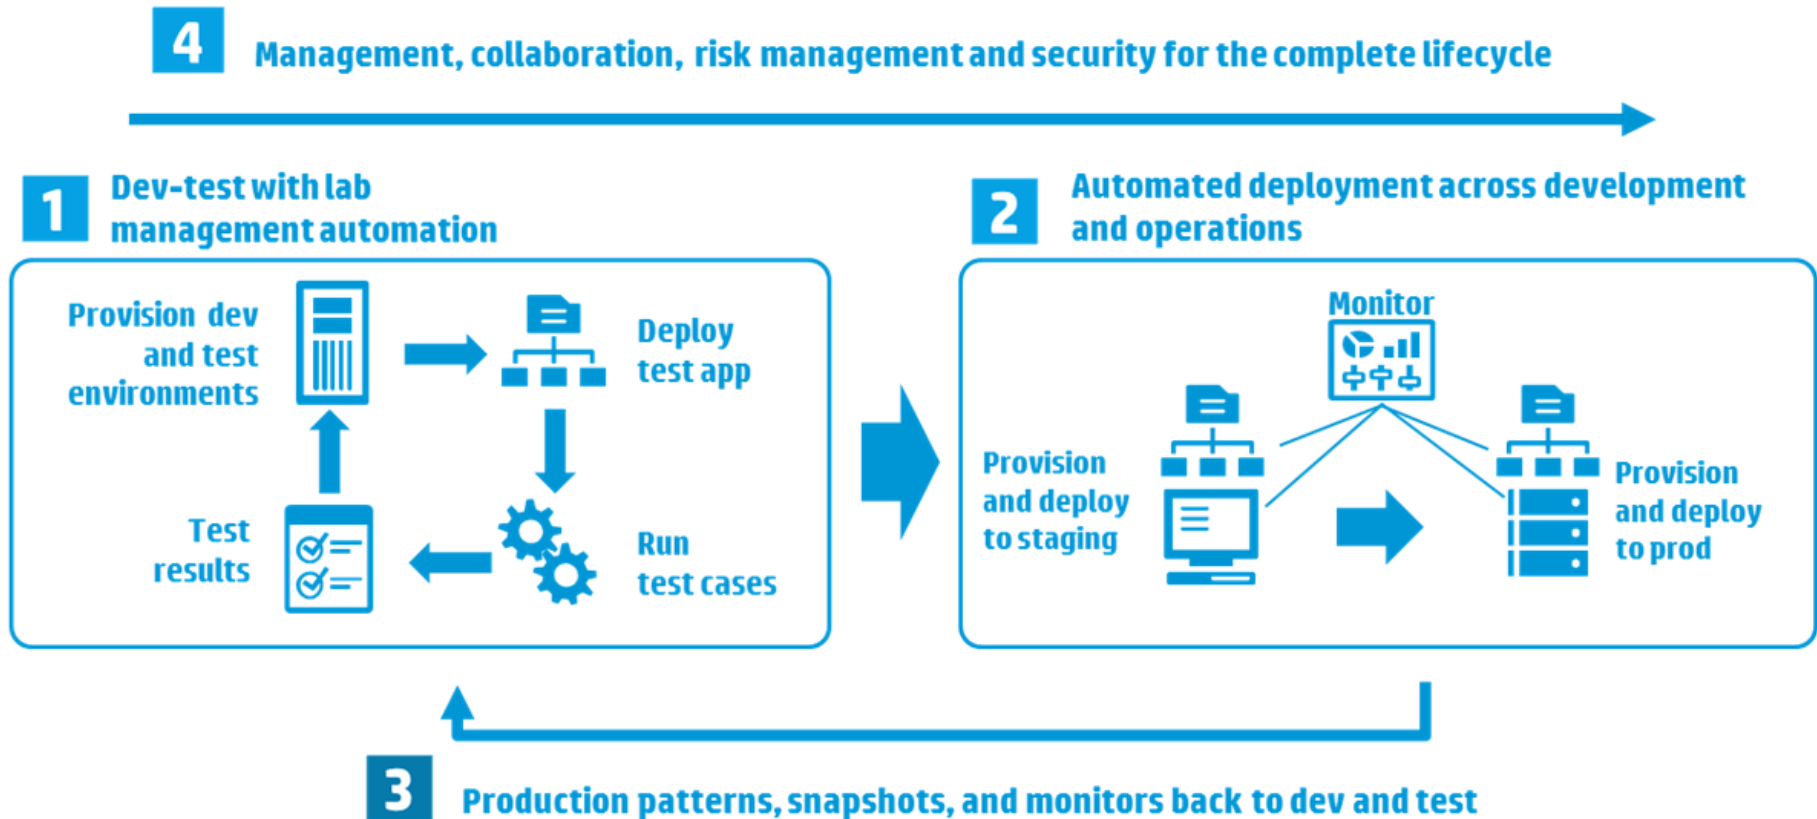 4
Management, collaboration, risk management and security for the complete lifecycle
1
Dev-test with lab
management automation
Provision dev
and test
environments
Deploy
test app
Run
test cases
Test
results
2
Automated deployment across development
and operations
Monitor
Provision
and deploy
to staging
Provision
and deploy
to prod
3
Production patterns, snapshots, and monitors back to dev and test